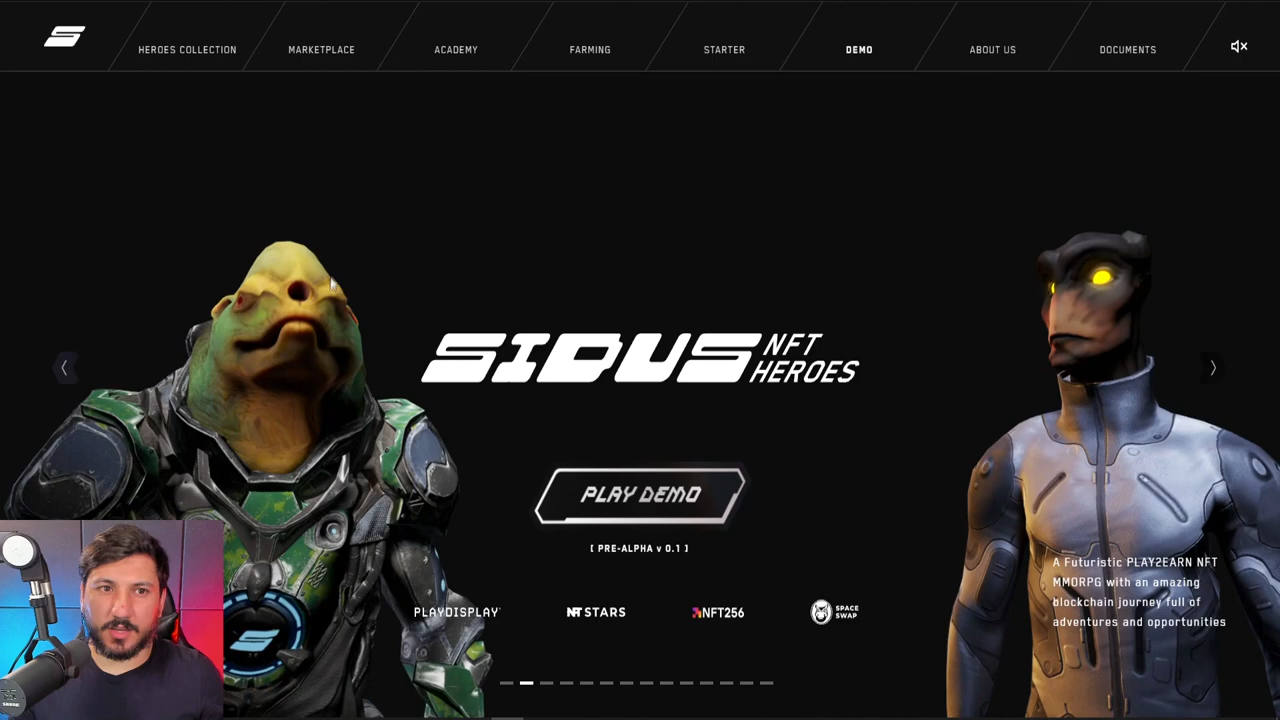 HEROES COLLECTION
MARKETPLACE
ACADEMY
FARMING
STARTER
DEMO
ABOUT US
DOCUMENTS
SIDUS NFT
HEROES
PLAY DEMO
[ PRE-ALPHA v 0.1 ]
PLAYDISPLAY
NFT STARS
NFT256
SPACE
SWAP
A Futuristic PLAY2EARN NFT
MMORPG with an amazing
blockchain journey full of
adventures and opportunities